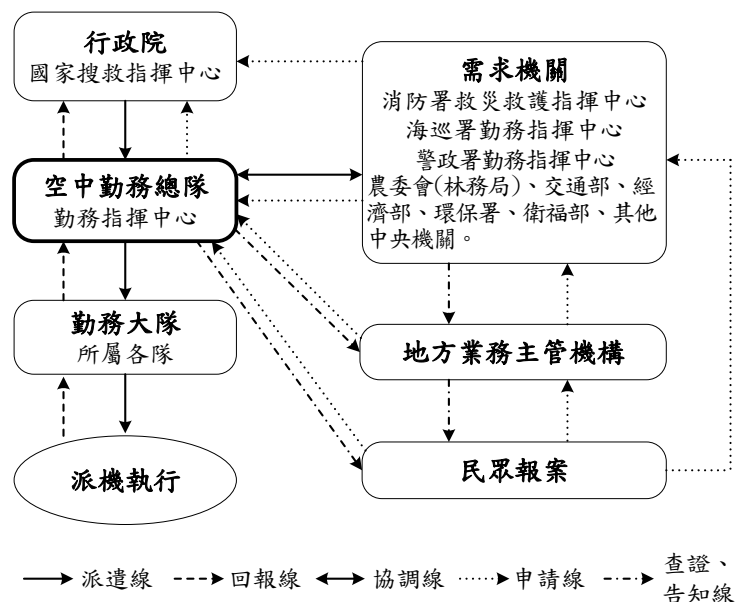 行政院
國家搜救指揮中心
需求機關
消防署救災救護指揮中心
海巡署勤務指揮中心
警政署勤務指揮中心
農委會(林務局)、交通部、經
濟部、環保署、衛福部、其他
中央機關。
空中勤務總隊
勤務指揮中心
勤務大隊
所屬各隊
地方業務主管機構
派機執行
民眾報案
派遣線
回報線
協調線
申請線
查證、
告知線